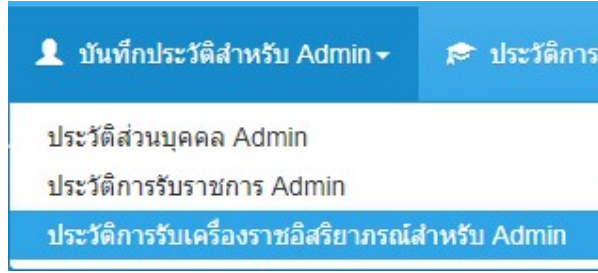 บันทึกประวัติสำหรับ Admin ประวัติการ
ประวัติส่วนบุคคล Admin
ประวัติการรับราชการ Admin
ประวัติการรับเครื่องราชอิสริยาภรณ์สำหรับ Admin